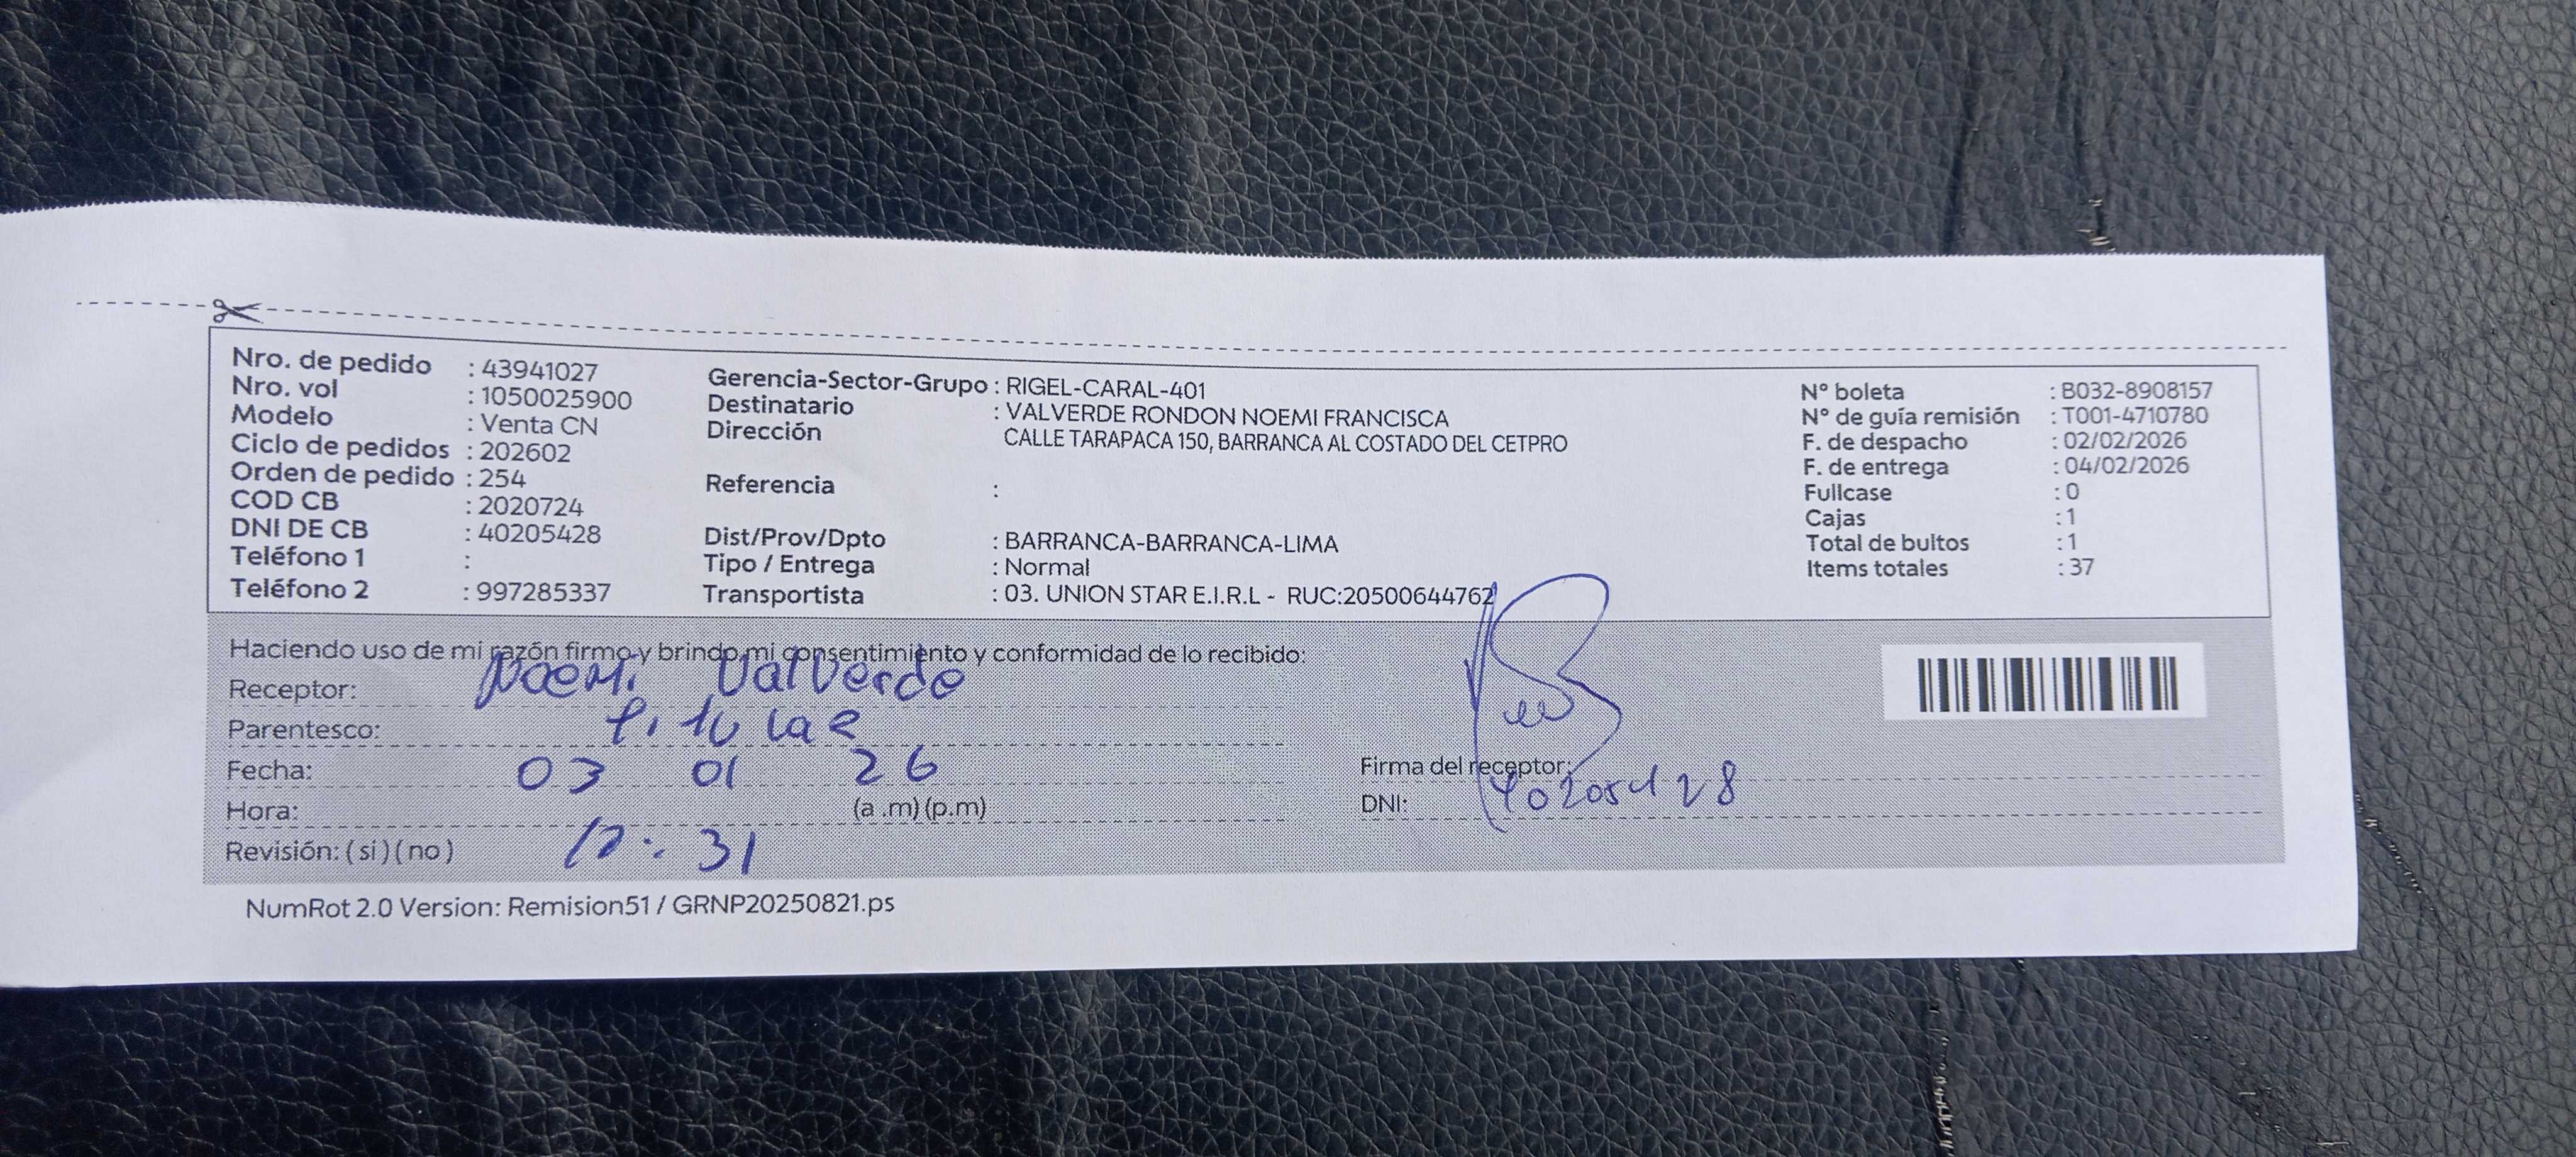 Nro. de pedido : 43941027
Nro. vol : 1050025900
Modelo : Venta CN
Ciclo de pedidos : 202602
Orden de pedido : 254
COD CB : 2020724
DNI DE CB : 40205428
Teléfono 1 :
Teléfono 2 : 997285337
Gerencia-Sector-Grupo : RIGEL-CARAL-401
Destinatario : VALVERDE RONDON NOEMI FRANCISCA
Dirección CALLE TARAPACA 150, BARRANCA AL COSTADO DEL CETPRO
Referencia :
Dist/Prov/Dpto : BARRANCA-BARRANCA-LIMA
Tipo / Entrega : Normal
Transportista : 03. UNION STAR E.I.R.L - RUC:20500644762
N° boleta : B032-8908157
N° de guía remisión : T001-4710780
F. de despacho : 02/02/2026
F. de entrega : 04/02/2026
Fullcase : 0
Cajas : 1
Total de bultos : 1
Items totales : 37
Haciendo uso de mi razón firmo y brindo mi consentimiento y conformidad de lo recibido:
Receptor: Noemi Valverde
Parentesco: Titular
Fecha: 03 01 26
Hora: (a .m) (p.m)
Revisión: ( si ) ( no ) 12:31
Firma del receptor:
DNI: 40205428
NumRot 2.0 Version: Remision51 / GRNP20250821.ps